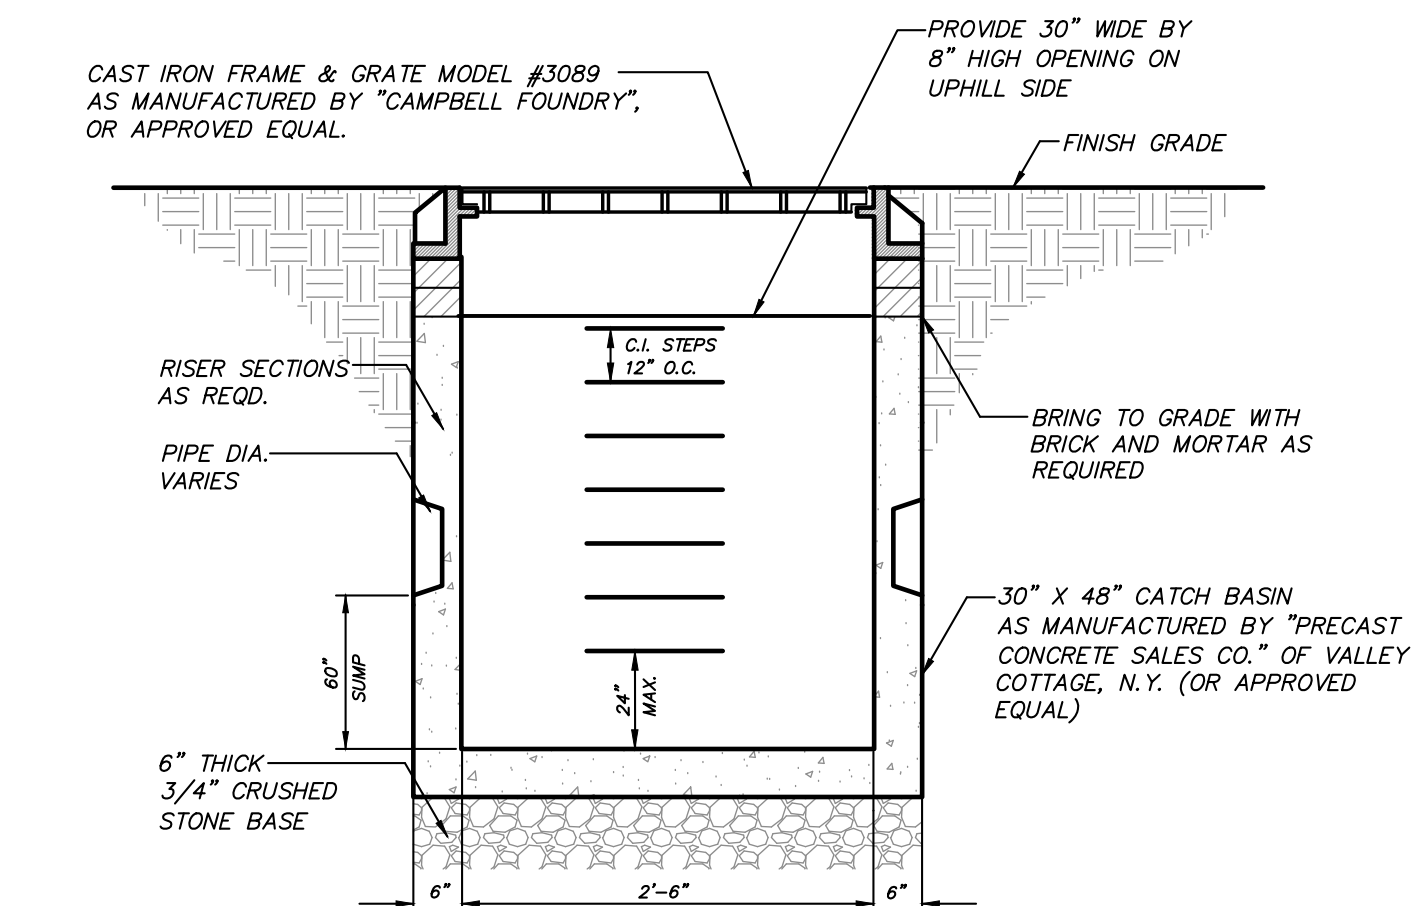 PROVIDE 30" WIDE BY
8" HIGH OPENING ON
UPHILL SIDE
CAST IRON FRAME & GRATE MODEL #3089
AS MANUFACTURED BY "CAMPBELL FOUNDRY",
OR APPROVED EQUAL.
FINISH GRADE
C.I. STEPS
12" O.C.
RISER SECTIONS
AS REQD.
BRING TO GRADE WITH
BRICK AND MORTAR AS
REQUIRED
PIPE DIA.
VARIES
30" X 48" CATCH BASIN
AS MANUFACTURED BY "PRECAST
CONCRETE SALES CO." OF VALLEY
COTTAGE, N.Y. (OR APPROVED
EQUAL)
60"
SUMP
24"
MAX.
6" THICK
3/4" CRUSHED
STONE BASE
6"
2'-6"
6"